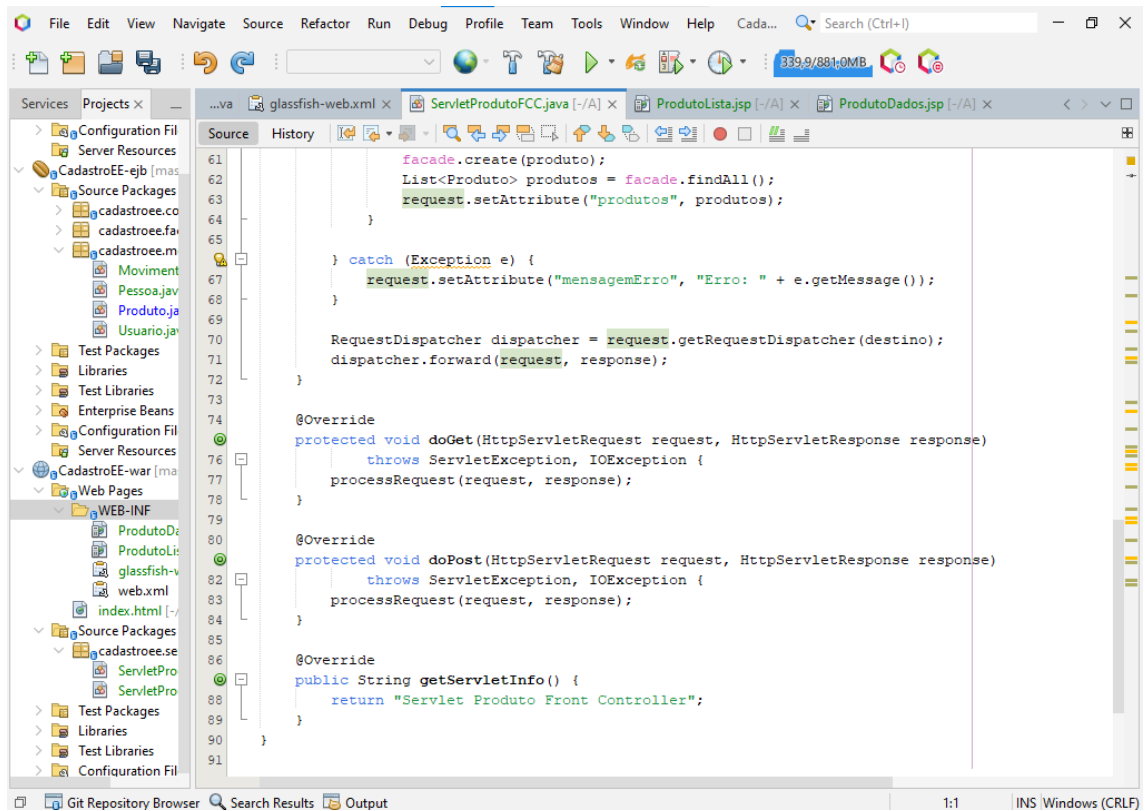 File Edit View Navigate Source Refactor Run Debug Profile Team Tools Window Help Cada... Search (Ctrl+I)
339,9/881,0MB
Services Projects ...va glassfish-web.xml ServletProdutoFCC.java [-/A] ProdutoLista.jsp [-/A] ProdutoDados.jsp [-/A]
Source History
Configuration Fil
Server Resources
CadastroEE-ejb [mas
Source Packages
cadastroee.co
cadastroee.fa
cadastroee.m
Moviment
Pessoa.jav
Produto.ja
Usuario.jav
Test Packages
Libraries
Test Libraries
Enterprise Beans
Configuration Fil
Server Resources
CadastroEE-war [ma
Web Pages
WEB-INF
ProdutoDa
ProdutoLis
glassfish-v
web.xml
index.html [-/
Source Packages
cadastroee.se
ServletPro
ServletPro
Test Packages
Libraries
Test Libraries
Configuration Fil
61 facade.create(produto);
62 List<Produto> produtos = facade.findAll();
63 request.setAttribute("produtos", produtos);
64 }
65
} catch (Exception e) {
67 request.setAttribute("mensagemErro", "Erro: " + e.getMessage());
68 }
69
70 RequestDispatcher dispatcher = request.getRequestDispatcher(destino);
71 dispatcher.forward(request, response);
72 }
73
74 @Override
protected void doGet(HttpServletRequest request, HttpServletResponse response)
76 throws ServletException, IOException {
77 processRequest(request, response);
78 }
79
80 @Override
protected void doPost(HttpServletRequest request, HttpServletResponse response)
82 throws ServletException, IOException {
83 processRequest(request, response);
84 }
85
86 @Override
public String getServletInfo() {
88 return "Servlet Produto Front Controller";
89 }
90 }
91
Git Repository Browser Search Results Output 1:1 INS Windows (CRLF)